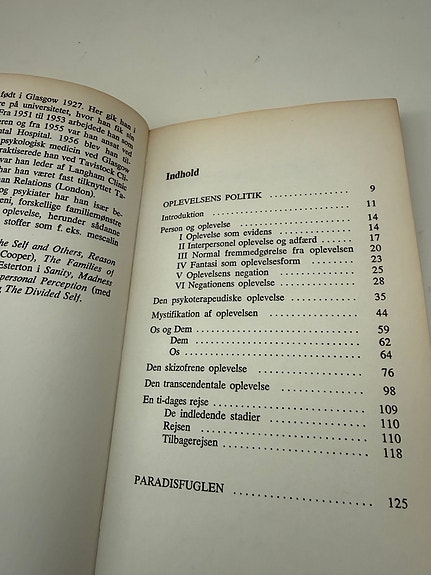 født i Glasgow 1927. Her gik han i
re på universitetet, hvor han fik sin
Fra 1951 til 1953 arbejdede han som
eren og fra 1955 var han ansat ved
ntal Hospital. 1956 blev han til-
psykologisk medicin ved Glasgow
raktiserede han ved Tavistock Cli-
var han leder af Langham Clinic
har han været fast tilknyttet Ta-
an Relations (London).
g psykiater har han især be-
eni, forskellige familiemønstre
oplevelse, herunder sådanne
stoffer som f. eks. mescalin
he Self and Others, Reason
Cooper), The Families of
Esterton i Sanity, Madness
personal Perception (med
g The Divided Self.
Indhold
OPLEVELSENS POLITIK 9
Introduktion 11
Person og oplevelse 14
I Oplevelse som evidens 14
II Interpersonel oplevelse og adfærd 17
III Normal fremmedgørelse fra oplevelsen 20
IV Fantasi som oplevelsesform 23
V Oplevelsens negation 25
VI Negationens oplevelse 28
Den psykoterapeudiske oplevelse 35
Mystifikation af oplevelsen 44
Os og Dem 59
Dem 62
Os 64
Den skizofrene oplevelse 76
Den transcendentale oplevelse 98
En ti-dages rejse 109
De indledende stadier 110
Rejsen 110
Tilbagerejsen 118
PARADISFUGLEN 125